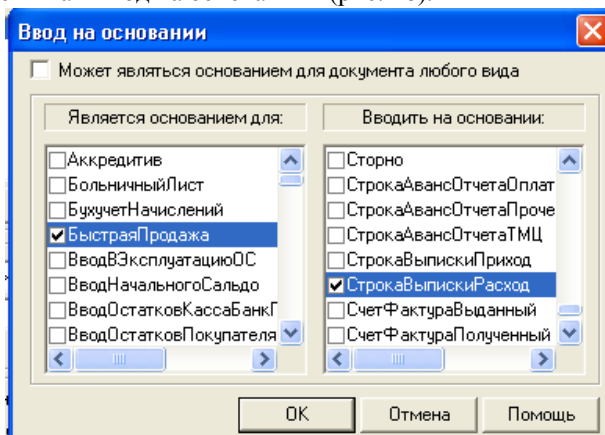 Ввод на основании
Может являться основанием для документа любого вида
Является основанием для:
Вводить на основании:
Аккредитив
БольничныйЛист
БухучетНачислений
БыстраяПродажа
ВводВЭксплуатациюОС
ВводНачальногоСальдо
ВводОстатковКассаБанкГ
ВводОстатковПокупателя
Сторно
СтрокаАвансОтчетаОплат
СтрокаАвансОтчетаПроче
СтрокаАвансОтчетаТМЦ
СтрокаВыпискиПриход
СтрокаВыпискиРасход
СчетФактураВыданный
СчетФактураПолученный
OK
Отмена
Помощь